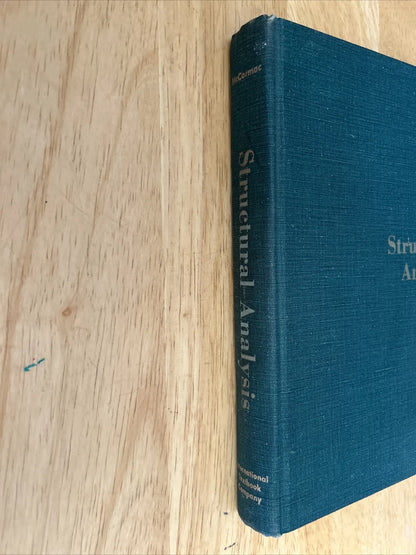 McCormac
Structural Analysis
International
Textbook
Company
Stru
An